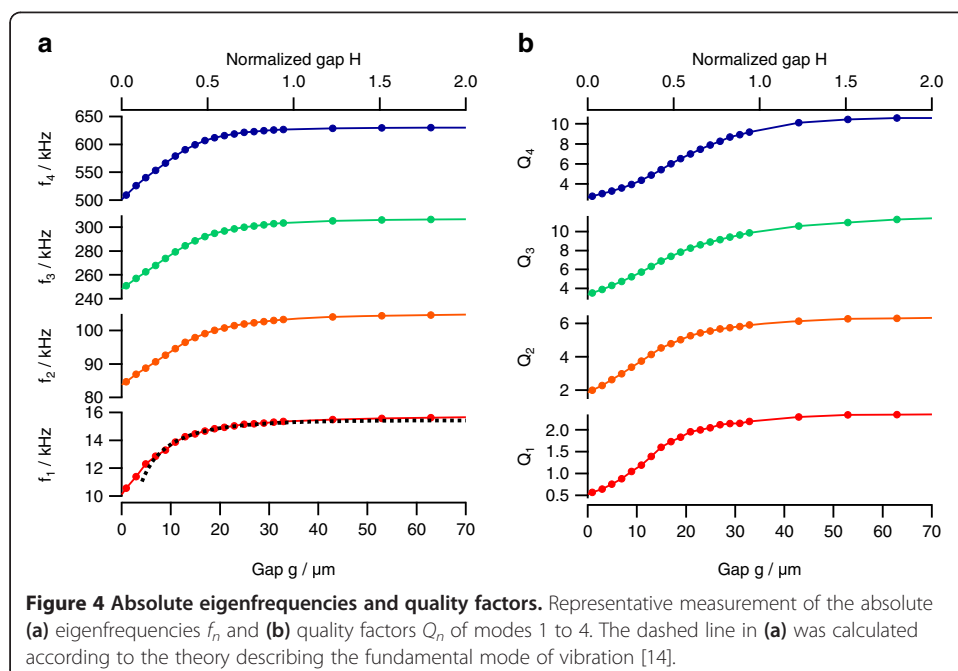 a
Normalized gap H
0.0 0.5 1.0 1.5 2.0
650
600
550
500
f4 / kHz
300
280
260
240
f3 / kHz
100
90
80
f2 / kHz
16
14
12
10
f1 / kHz
0 10 20 30 40 50 60 70
Gap g / µm
b
Normalized gap H
0.0 0.5 1.0 1.5 2.0
10
8
6
4
Q4
10
8
6
4
Q3
6
4
2
Q2
2.0
1.0
0.5
Q1
0 10 20 30 40 50 60 70
Gap g / µm
Figure 4 Absolute eigenfrequencies and quality factors. Representative measurement of the absolute
(a) eigenfrequencies fn and (b) quality factors Qn of modes 1 to 4. The dashed line in (a) was calculated
according to the theory describing the fundamental mode of vibration [14].